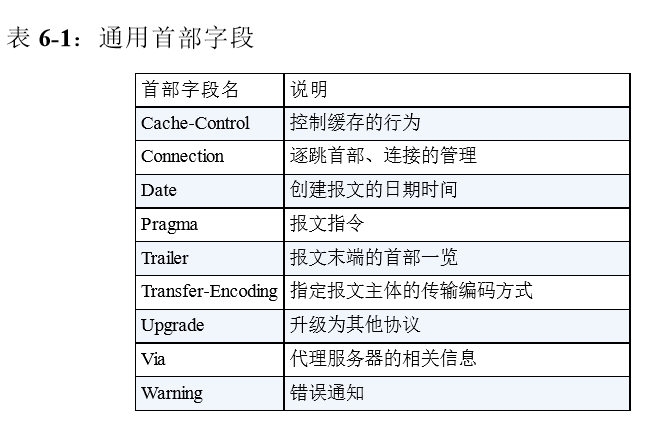 表 6-1：通用首部字段
首部字段名 说明
Cache-Control 控制缓存的行为
Connection 逐跳首部、连接的管理
Date 创建报文的日期时间
Pragma 报文指令
Trailer 报文末端的首部一览
Transfer-Encoding 指定报文主体的传输编码方式
Upgrade 升级为其他协议
Via 代理服务器的相关信息
Warning 错误通知